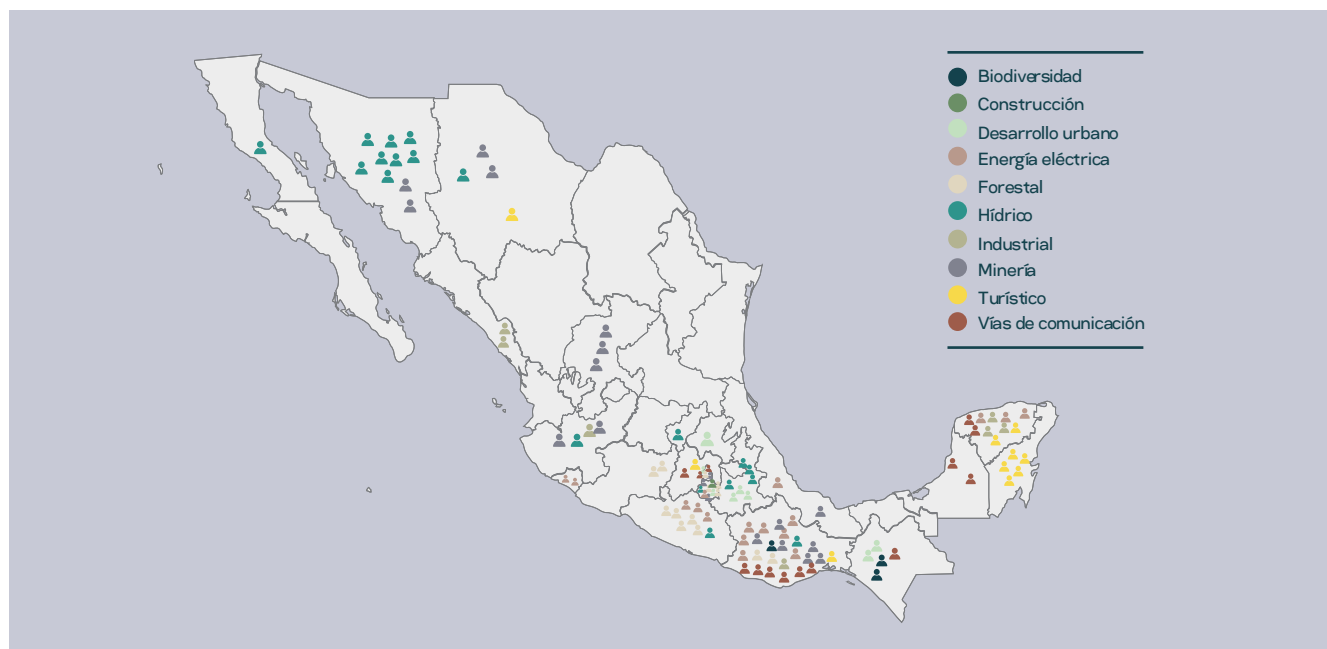 Biodiversidad
Construcción
Desarrollo urbano
Energía eléctrica
Forestal
Hídrico
Industrial
Minería
Turístico
Vías de comunicación